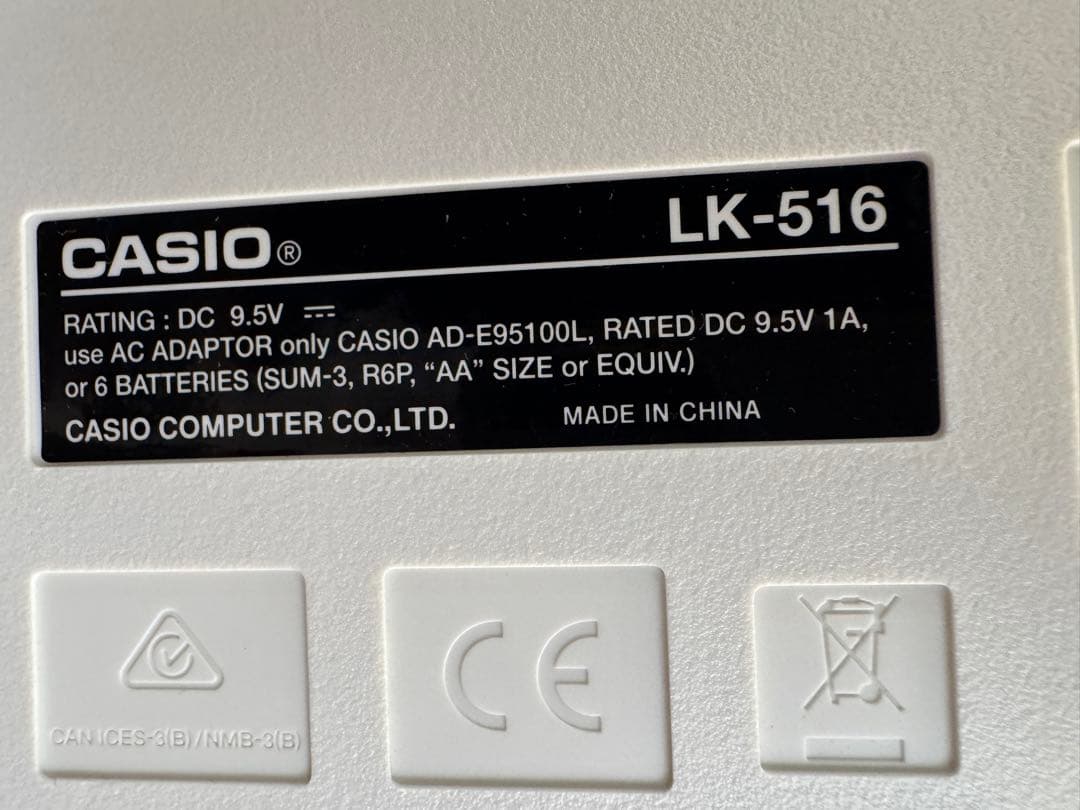 CASIO® LK-516
RATING : DC 9.5V ⎓
use AC ADAPTOR only CASIO AD-E95100L, RATED DC 9.5V 1A,
or 6 BATTERIES (SUM-3, R6P, “AA” SIZE or EQUIV.)
CASIO COMPUTER CO.,LTD. MADE IN CHINA
CE
CAN ICES-3(B)/NMB-3(B)